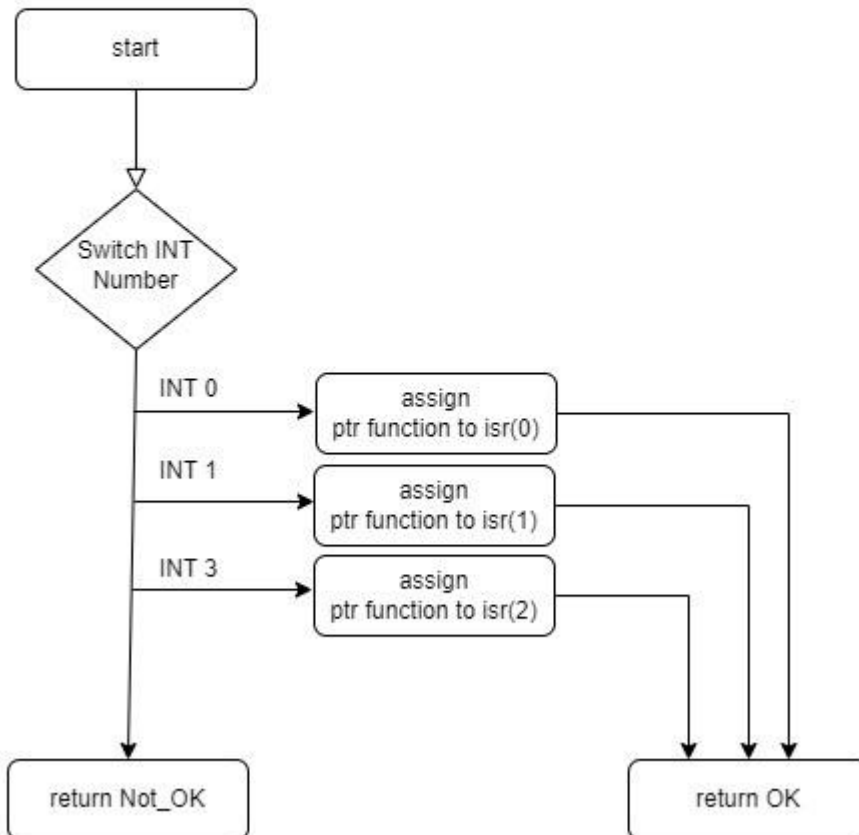 start
Switch INT
Number
INT 0
assign
ptr function to isr(0)
INT 1
assign
ptr function to isr(1)
INT 3
assign
ptr function to isr(2)
return Not_OK
return OK